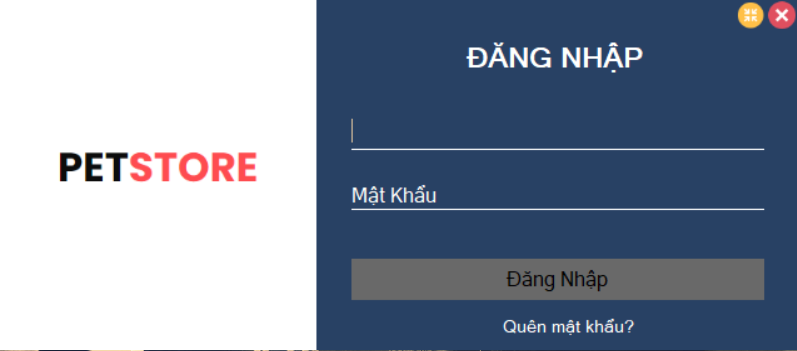 ĐĂNG NHẬP
PETSTORE
Mật Khẩu
Đăng Nhập
Quên mật khẩu?